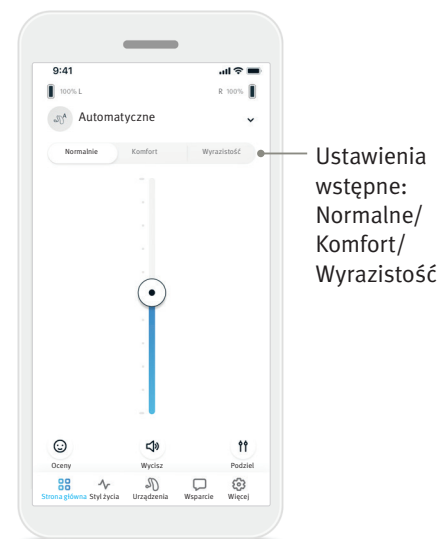 9:41
100% L
R 100%
Automatyczne
Normalnie Komfort Wyrazistość
Ustawienia
wstępne:
Normalne/
Komfort/
Wyrazistość
Oceny Wycisz Podziel
Strona główna Styl życia Urządzenia Wsparcie Więcej